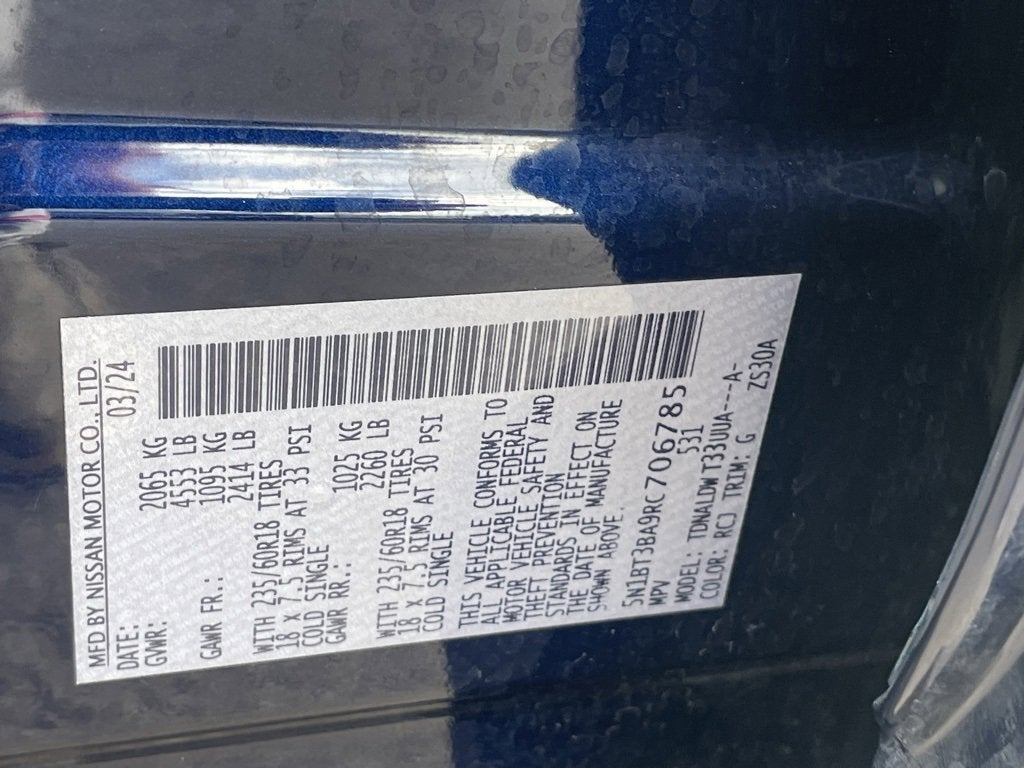 MFD BY NISSAN MOTOR CO., LTD.
DATE: 03/24
GVWR: 2065 KG
4553 LB
GAWR FR.: 1095 KG
2414 LB
WITH 235/60R18 TIRES
18 X 7.5 RIMS AT 33 PSI
COLD SINGLE
GAWR RR.: 1025 KG
2260 LB
WITH 235/60R18 TIRES
18 X 7.5 RIMS AT 30 PSI
COLD SINGLE
THIS VEHICLE CONFORMS TO
ALL APPLICABLE FEDERAL
MOTOR VEHICLE SAFETY AND
THEFT PREVENTION
STANDARDS IN EFFECT ON
THE DATE OF MANUFACTURE
SHOWN ABOVE.
5N1BT3BA9RC706785
MPV 531
MODEL: TDNALDW T33UUA---A-
COLOR: RCJ TRIM: G ZS30A